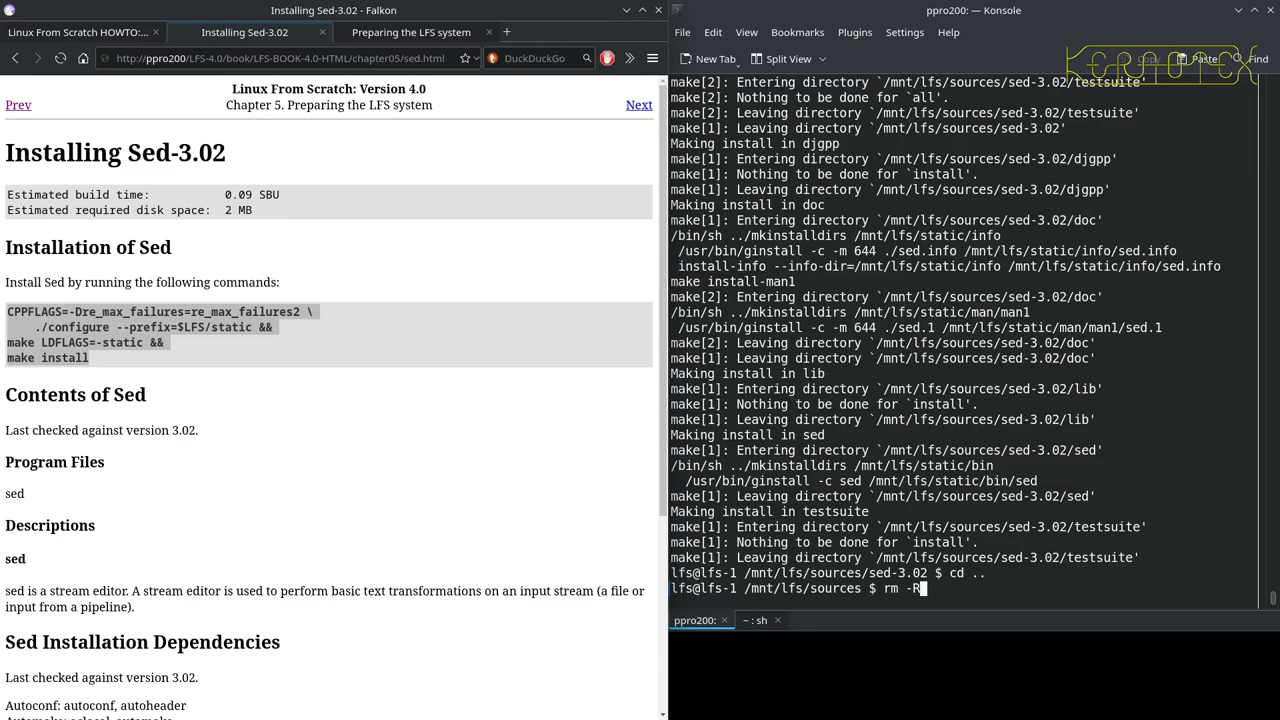 Installing Sed-3.02 - Falkon
Linux From Scratch HOWTO:...
Installing Sed-3.02
Preparing the LFS system
http://ppro200/LFS-4.0/book/LFS-BOOK-4.0-HTML/chapter05/sed.html
DuckDuckGo
Linux From Scratch: Version 4.0
Prev
Chapter 5. Preparing the LFS system
Next
Installing Sed-3.02
Estimated build time: 0.09 SBU
Estimated required disk space: 2 MB
Installation of Sed
Install Sed by running the following commands:
CPPFLAGS=-Dre_max_failures=re_max_failures2 \
./configure --prefix=$LFS/static &&
make LDFLAGS=-static &&
make install
Contents of Sed
Last checked against version 3.02.
Program Files
sed
Descriptions
sed
sed is a stream editor. A stream editor is used to perform basic text transformations on an input stream (a file or
input from a pipeline).
Sed Installation Dependencies
Last checked against version 3.02.
Autoconf: autoconf, autoheader
Automake: aclocal, automake
ppro200: — Konsole
File Edit View Bookmarks Plugins Settings Help
New Tab Split View Copy Paste Find
make[2]: Entering directory `/mnt/lfs/sources/sed-3.02/testsuite'
make[2]: Nothing to be done for `all'.
make[2]: Leaving directory `/mnt/lfs/sources/sed-3.02/testsuite'
make[1]: Leaving directory `/mnt/lfs/sources/sed-3.02'
Making install in djgpp
make[1]: Entering directory `/mnt/lfs/sources/sed-3.02/djgpp'
make[1]: Nothing to be done for `install'.
make[1]: Leaving directory `/mnt/lfs/sources/sed-3.02/djgpp'
Making install in doc
make[1]: Entering directory `/mnt/lfs/sources/sed-3.02/doc'
/bin/sh ../mkinstalldirs /mnt/lfs/static/info
/usr/bin/ginstall -c -m 644 ./sed.info /mnt/lfs/static/info/sed.info
install-info --info-dir=/mnt/lfs/static/info /mnt/lfs/static/info/sed.info
make install-man1
make[2]: Entering directory `/mnt/lfs/sources/sed-3.02/doc'
/bin/sh ../mkinstalldirs /mnt/lfs/static/man/man1
/usr/bin/ginstall -c -m 644 ./sed.1 /mnt/lfs/static/man/man1/sed.1
make[2]: Leaving directory `/mnt/lfs/sources/sed-3.02/doc'
make[1]: Leaving directory `/mnt/lfs/sources/sed-3.02/doc'
Making install in lib
make[1]: Entering directory `/mnt/lfs/sources/sed-3.02/lib'
make[1]: Nothing to be done for `install'.
make[1]: Leaving directory `/mnt/lfs/sources/sed-3.02/lib'
Making install in sed
make[1]: Entering directory `/mnt/lfs/sources/sed-3.02/sed'
/bin/sh ../mkinstalldirs /mnt/lfs/static/bin
/usr/bin/ginstall -c sed /mnt/lfs/static/bin/sed
make[1]: Leaving directory `/mnt/lfs/sources/sed-3.02/sed'
Making install in testsuite
make[1]: Entering directory `/mnt/lfs/sources/sed-3.02/testsuite'
make[1]: Nothing to be done for `install'.
make[1]: Leaving directory `/mnt/lfs/sources/sed-3.02/testsuite'
lfs@lfs-1 /mnt/lfs/sources/sed-3.02 $ cd ..
lfs@lfs-1 /mnt/lfs/sources $ rm -R
ppro200:
~ : sh